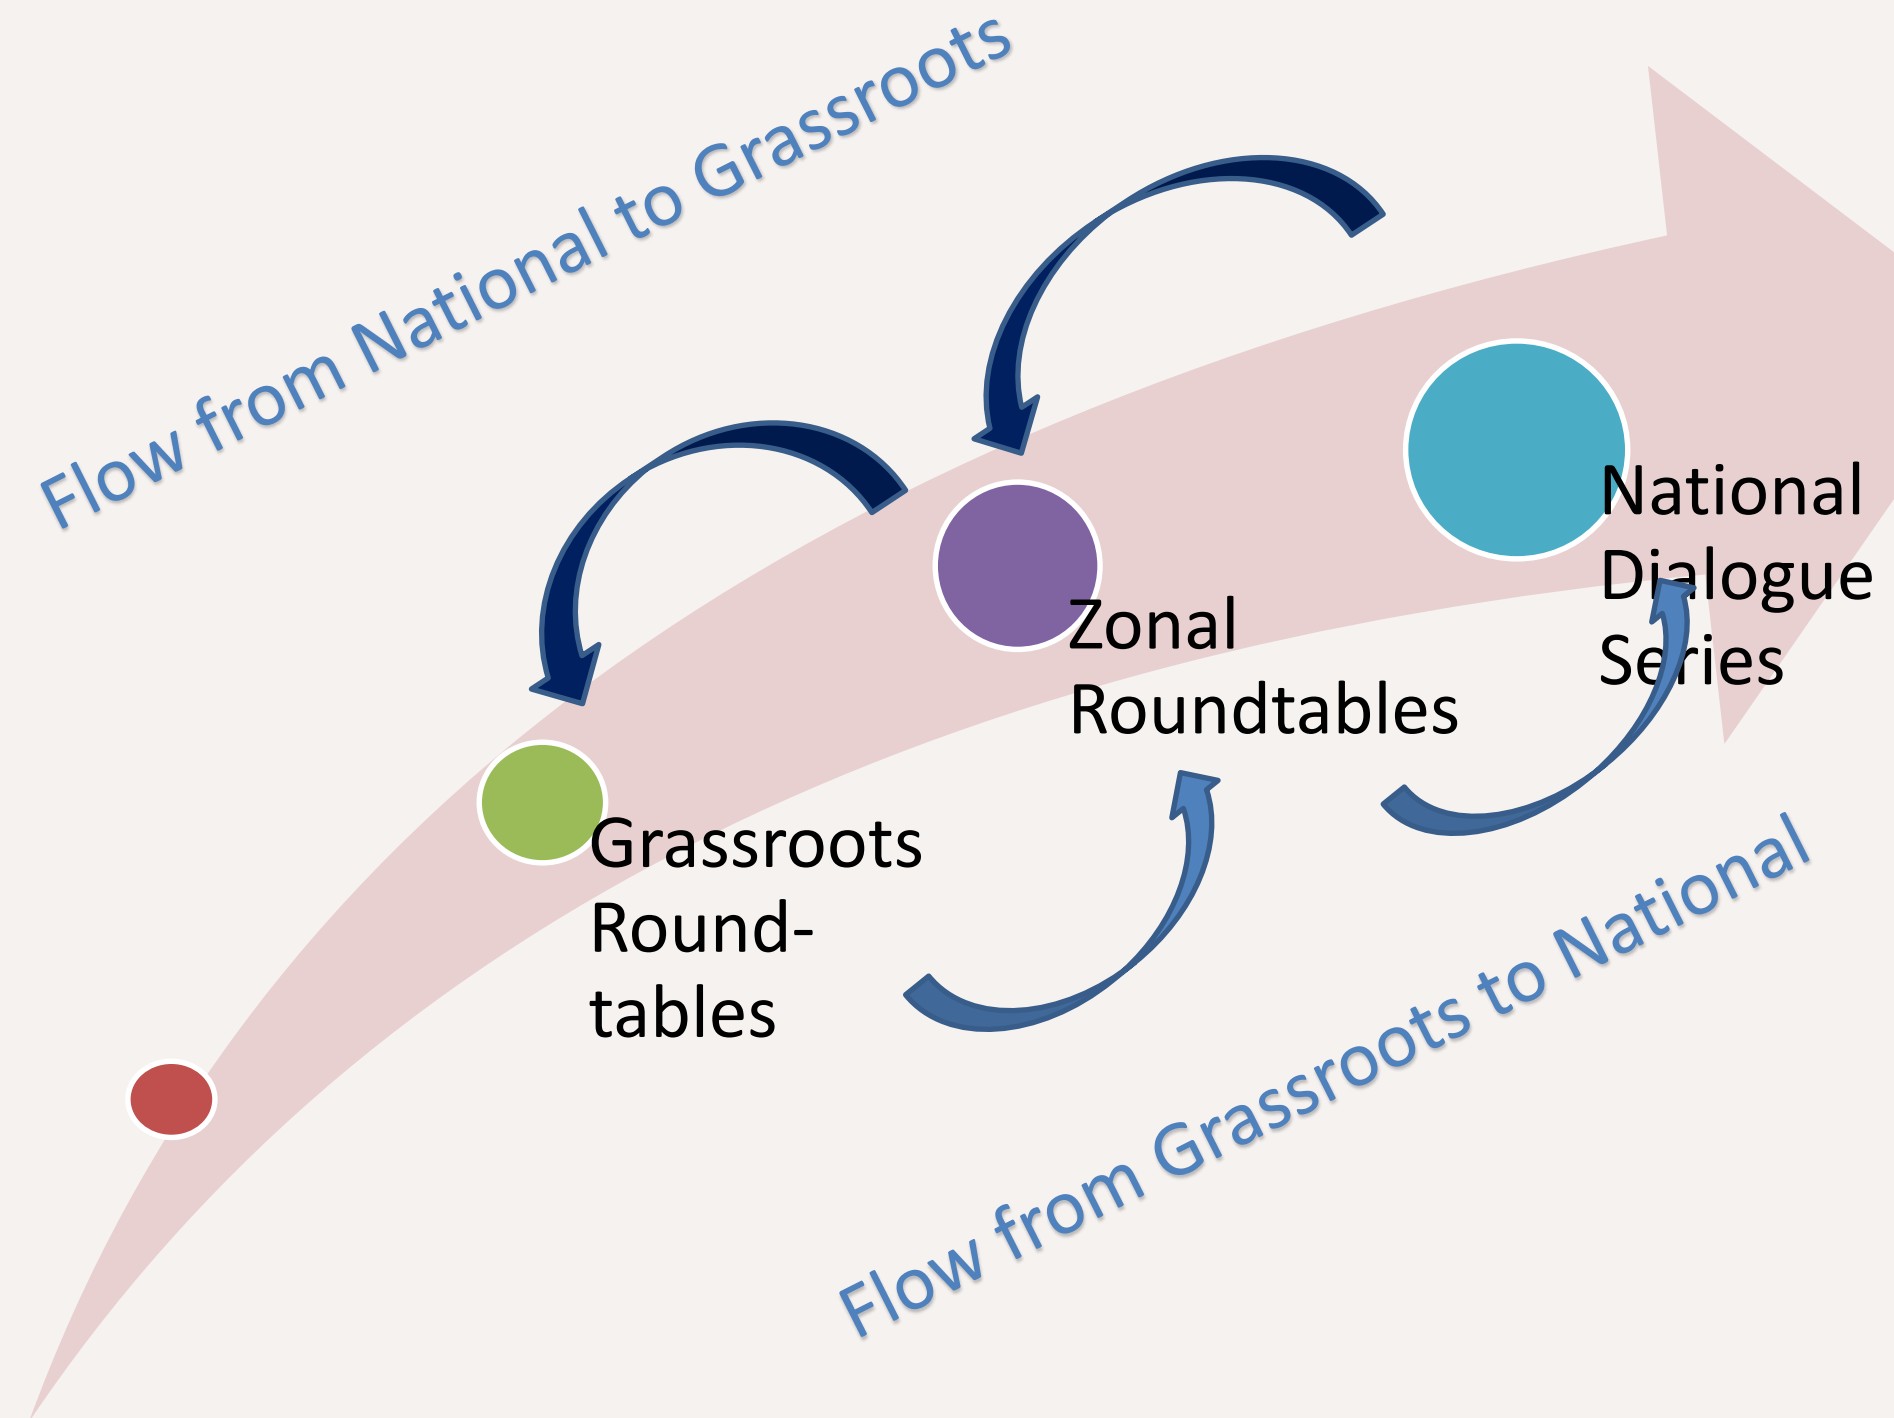 Flow from National to Grassroots
National
Dialogue
Series
Zonal
Roundtables
Grassroots
Round-
tables
Flow from Grassroots to National